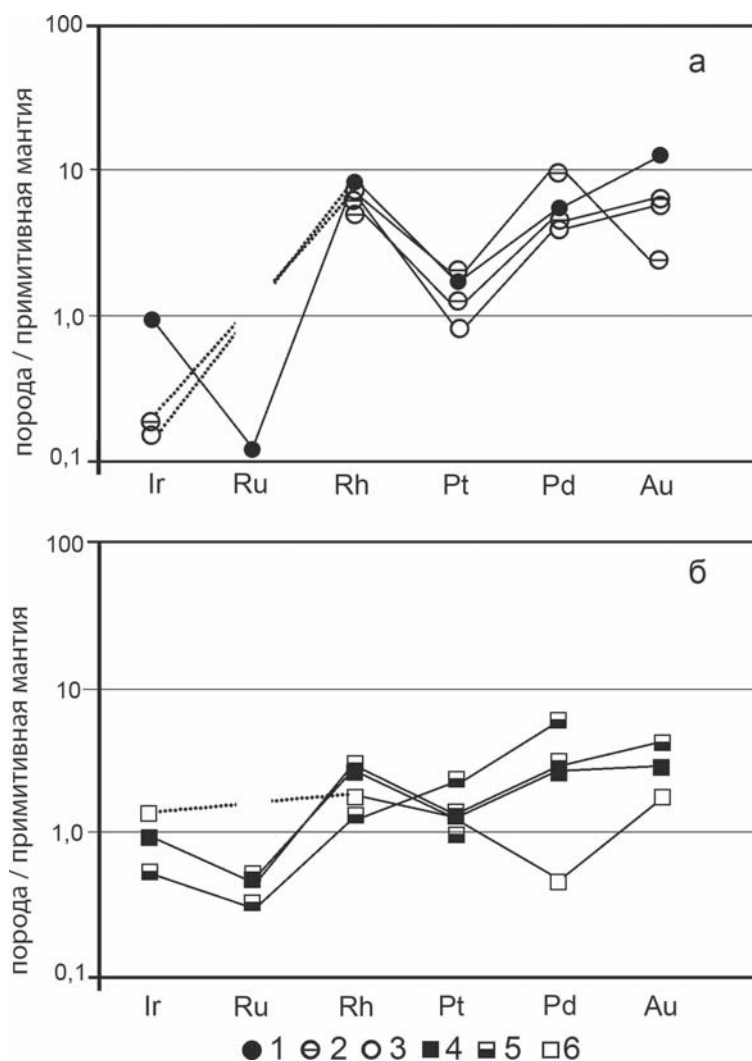 порода / примитивная мантия
100
10
1,0
0,1
а
Ir Ru Rh Pt Pd Au
порода / примитивная мантия
100
10
1,0
0,1
б
Ir Ru Rh Pt Pd Au
1 2 3 4 5 6